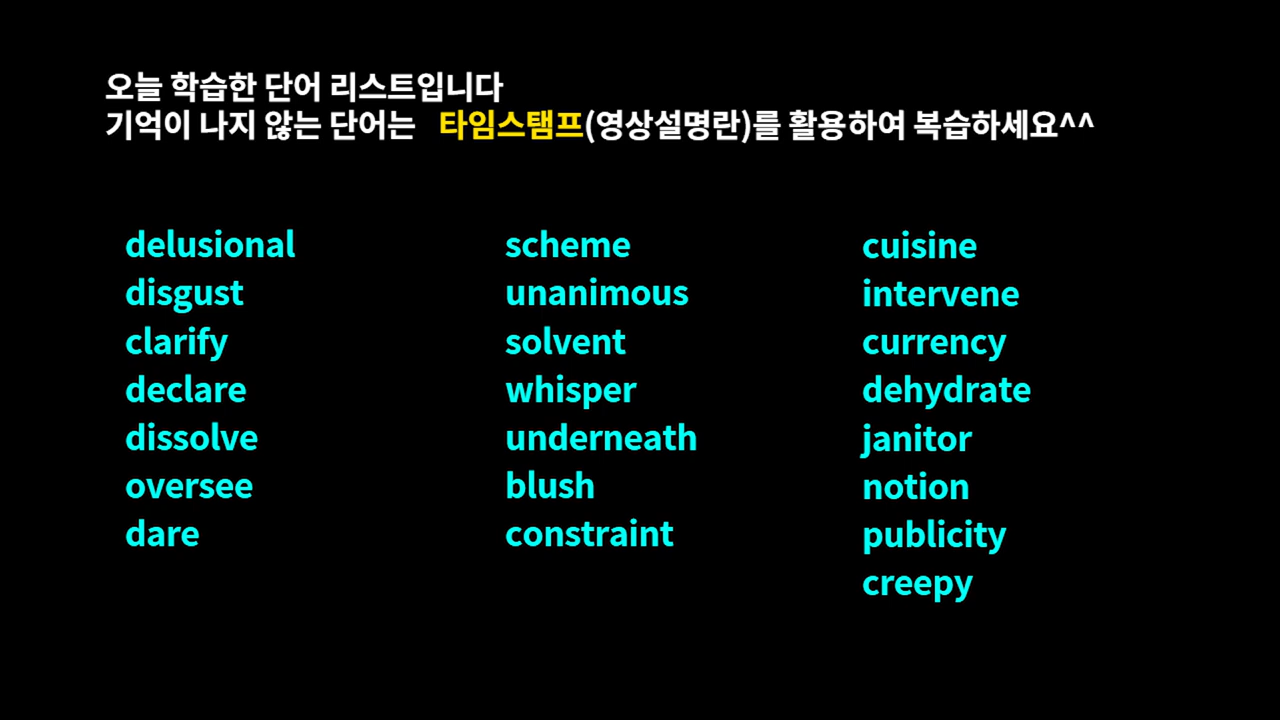 오늘 학습한 단어 리스트입니다
기억이 나지 않는 단어는 타임스탬프(영상설명란)를 활용하여 복습하세요^^
delusional
disgust
clarify
declare
dissolve
oversee
dare
scheme
unanimous
solvent
whisper
underneath
blush
constraint
cuisine
intervene
currency
dehydrate
janitor
notion
publicity
creepy